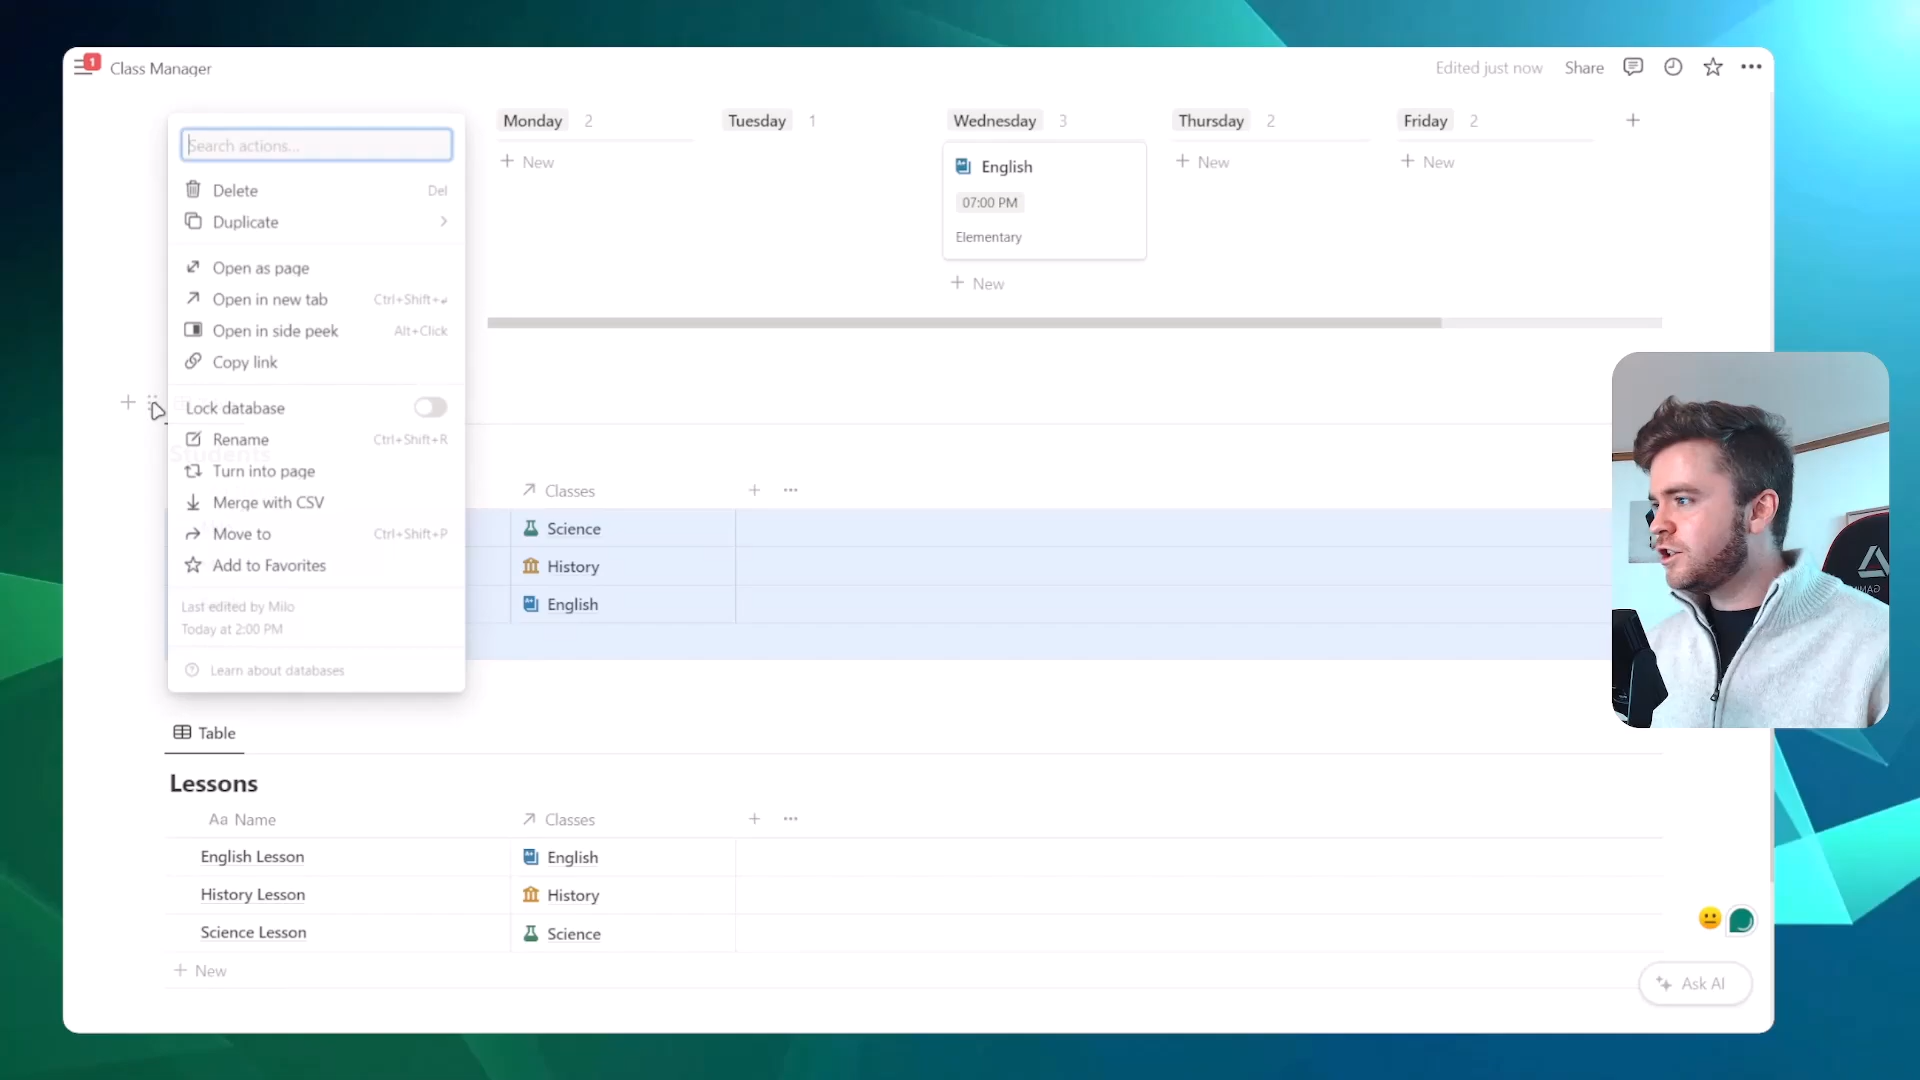 1
Class Manager
Edited just now
Share
Search actions...
Delete
Del
Duplicate
Open as page
Open in new tab
Ctrl+Shift+↵
Open in side peek
Alt+Click
Copy link
Lock database
Rename
Ctrl+Shift+R
Turn into page
Merge with CSV
Move to
Ctrl+Shift+P
Add to Favorites
Last edited by Milo
Today at 2:00 PM
Learn about databases
Monday 2
+ New
Tuesday 1
Wednesday 3
English
07:00 PM
Elementary
+ New
Thursday 2
+ New
Friday 2
+ New
Students
Classes
Science
History
English
Table
Lessons
Aa Name
Classes
English Lesson
English
History Lesson
History
Science Lesson
Science
+ New
Ask AI